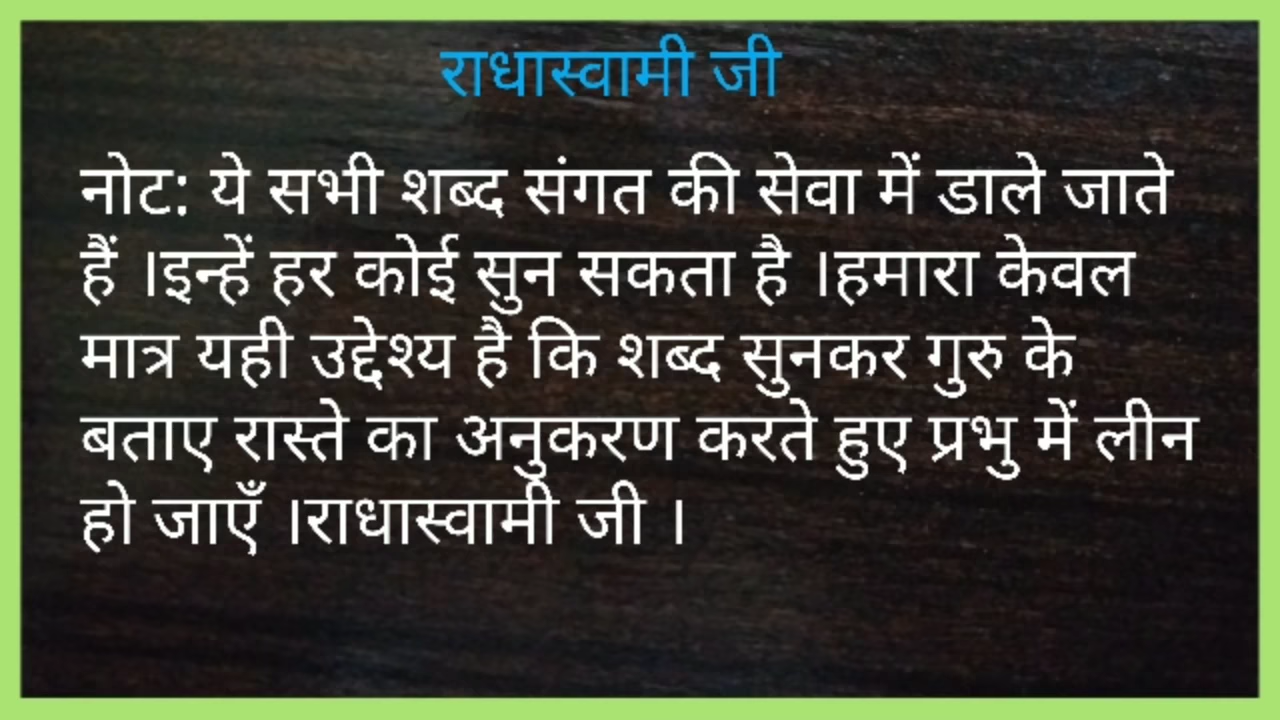 राधास्वामी जी
नोट: ये सभी शब्द संगत की सेवा में डाले जाते
हैं ।इन्हें हर कोई सुन सकता है ।हमारा केवल
मात्र यही उद्देश्य है कि शब्द सुनकर गुरु के
बताए रास्ते का अनुकरण करते हुए प्रभु में लीन
हो जाएँ ।राधास्वामी जी ।